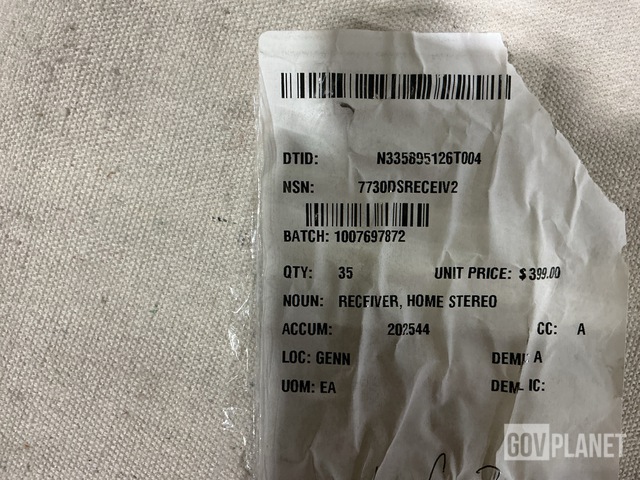 DTID: N335895126T004
NSN: 7730DSRECEIV2
BATCH: 1007697872
QTY: 35 UNIT PRICE: $399.00
NOUN: RECEIVER, HOME STEREO
ACCUM: 202544 CC: A
LOC: GENN DEMIL A
UOM: EA DEM- IC:
GOVPLANET